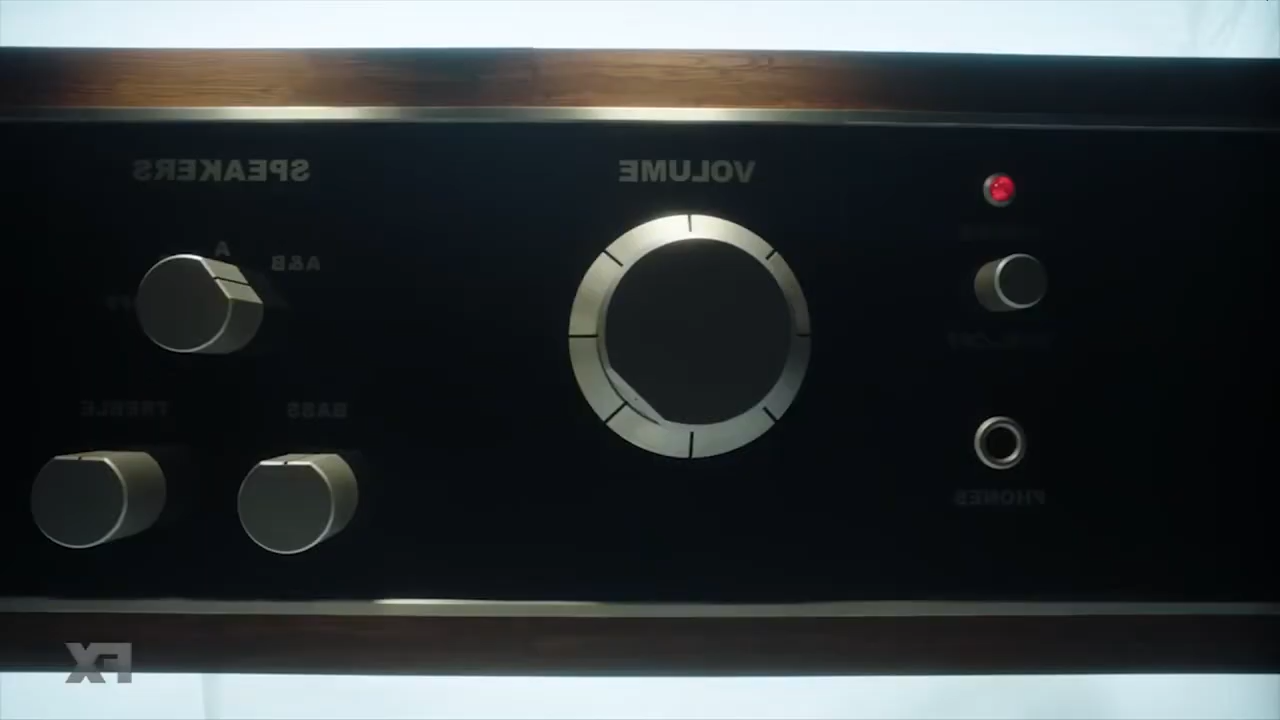 SPEAKERS
VOLUME
A
A&B
TREBLE
BASS
PHONES
FX